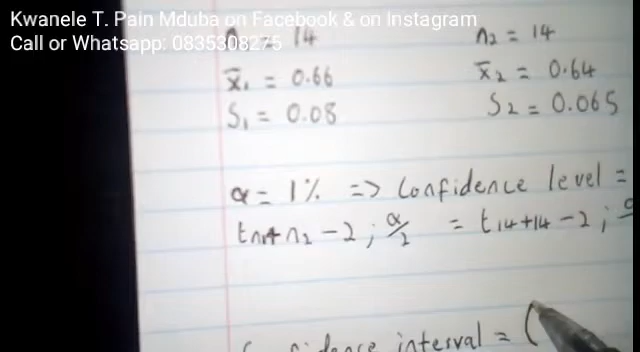 Kwanele T. Pain Mduba on Facebook & on Instagram
Call or Whatsapp: 0835308275
n₁ = 14 n₂ = 14
x̄₁ = 0.66 x̄₂ = 0.64
S₁ = 0.08 S₂ = 0.065
α = 1% => Confidence level =
tn₁+n₂-2; α/2 = t14+14-2;
interval = (